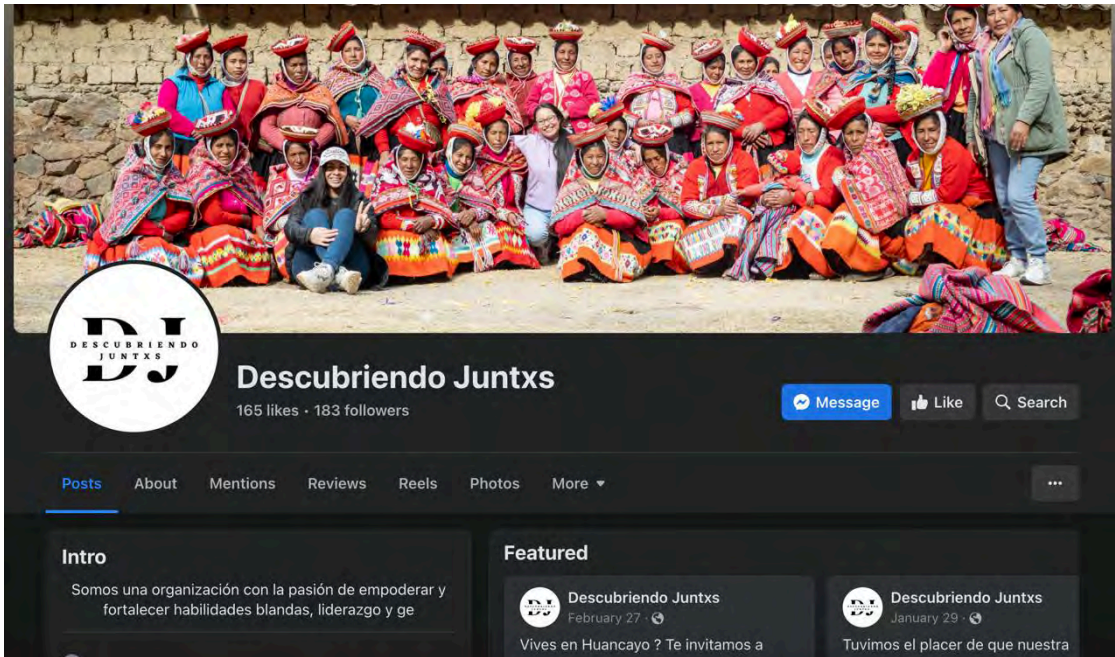 DJ
DESCUBRIENDO
JUNTXS
Descubriendo Juntxs
165 likes · 183 followers
Message
Like
Search
Posts
About
Mentions
Reviews
Reels
Photos
More
Intro
Somos una organización con la pasión de empoderar y
fortalecer habilidades blandas, liderazgo y ge
Featured
Descubriendo Juntxs
February 27 ·
Vives en Huancayo ? Te invitamos a
Descubriendo Juntxs
January 29 ·
Tuvimos el placer de que nuestra